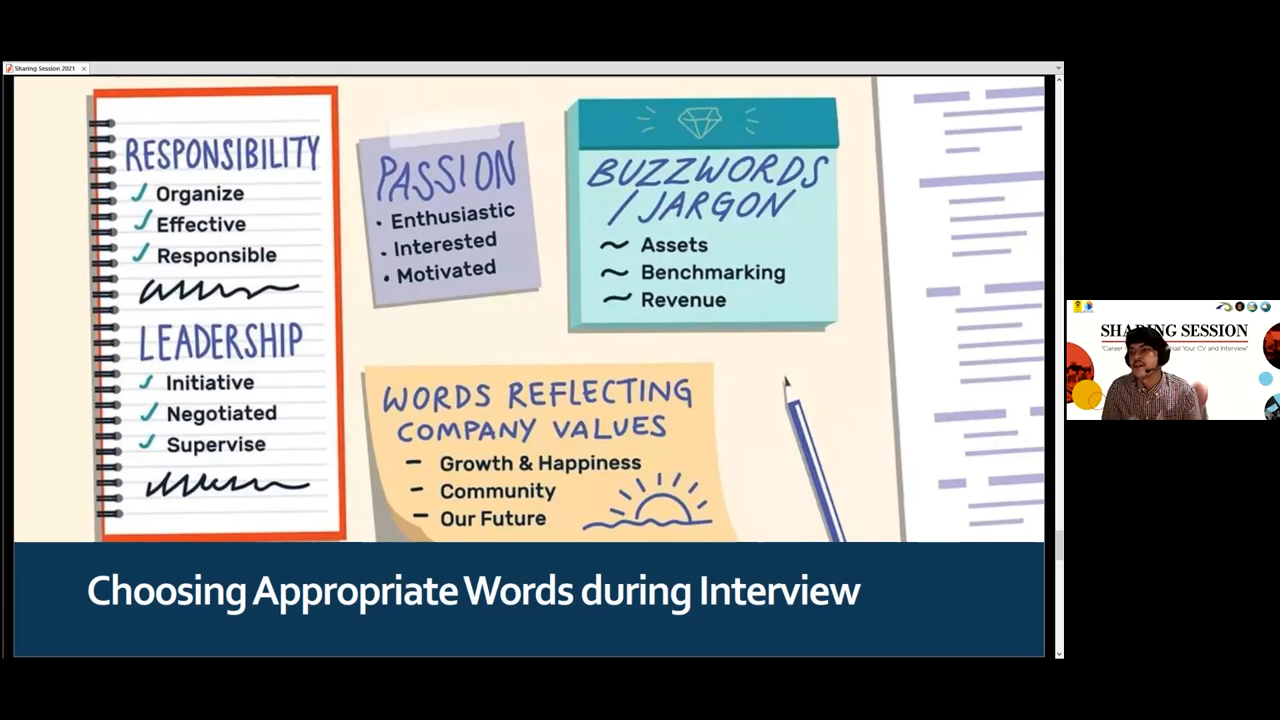 Sharing Session 2021
RESPONSIBILITY
Organize
Effective
Responsible
LEADERSHIP
Initiative
Negotiated
Supervise
PASSION
Enthusiastic
Interested
Motivated
BUZZWORDS
/ JARGON
Assets
Benchmarking
Revenue
WORDS REFLECTING
COMPANY VALUES
Growth & Happiness
Community
Our Future
Choosing Appropriate Words during Interview
SHARING SESSION
"Career Nail Your CV and Interview"